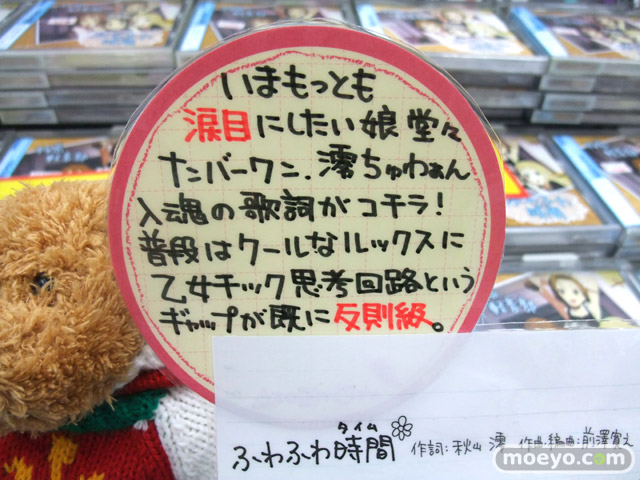 いまもっとも
涙目にしたい娘堂々
ナンバーワン、澪ちゅわぁん
入魂の歌詞がコチラ!
普段はクールなルックスに
乙女チック思考回路という
ギャップが既に反則級。
タイム
ふわふわ時間 作詞:秋山 澪 作曲・編曲:前澤寛之
moeyo.com